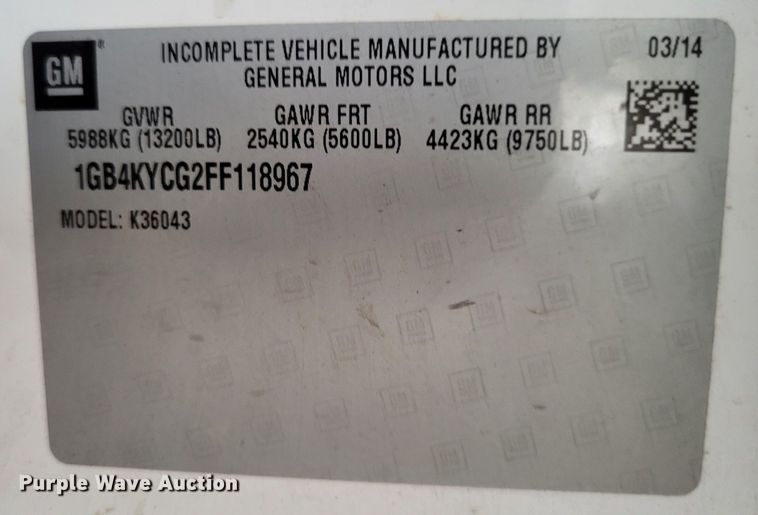 GM® INCOMPLETE VEHICLE MANUFACTURED BY 03/14
GENERAL MOTORS LLC
GVWR GAWR FRT GAWR RR
5988KG (13200LB) 2540KG (5600LB) 4423KG (9750LB)
1GB4KYCG2FF118967
MODEL: K36043
Purple Wave Auction